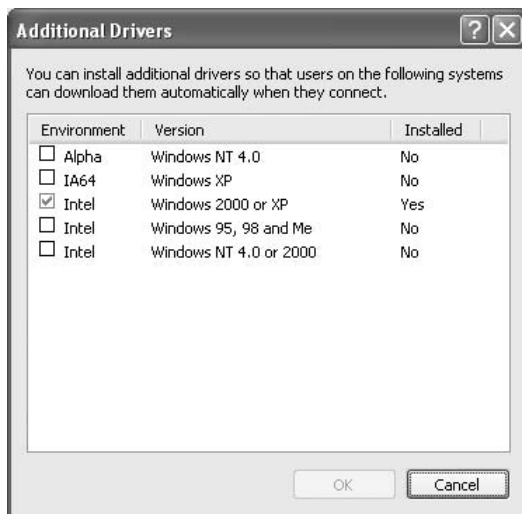 Additional Drivers
You can install additional drivers so that users on the following systems
can download them automatically when they connect.
Environment Version Installed
Alpha Windows NT 4.0 No
IA64 Windows XP No
Intel Windows 2000 or XP Yes
Intel Windows 95, 98 and Me No
Intel Windows NT 4.0 or 2000 No
OK Cancel